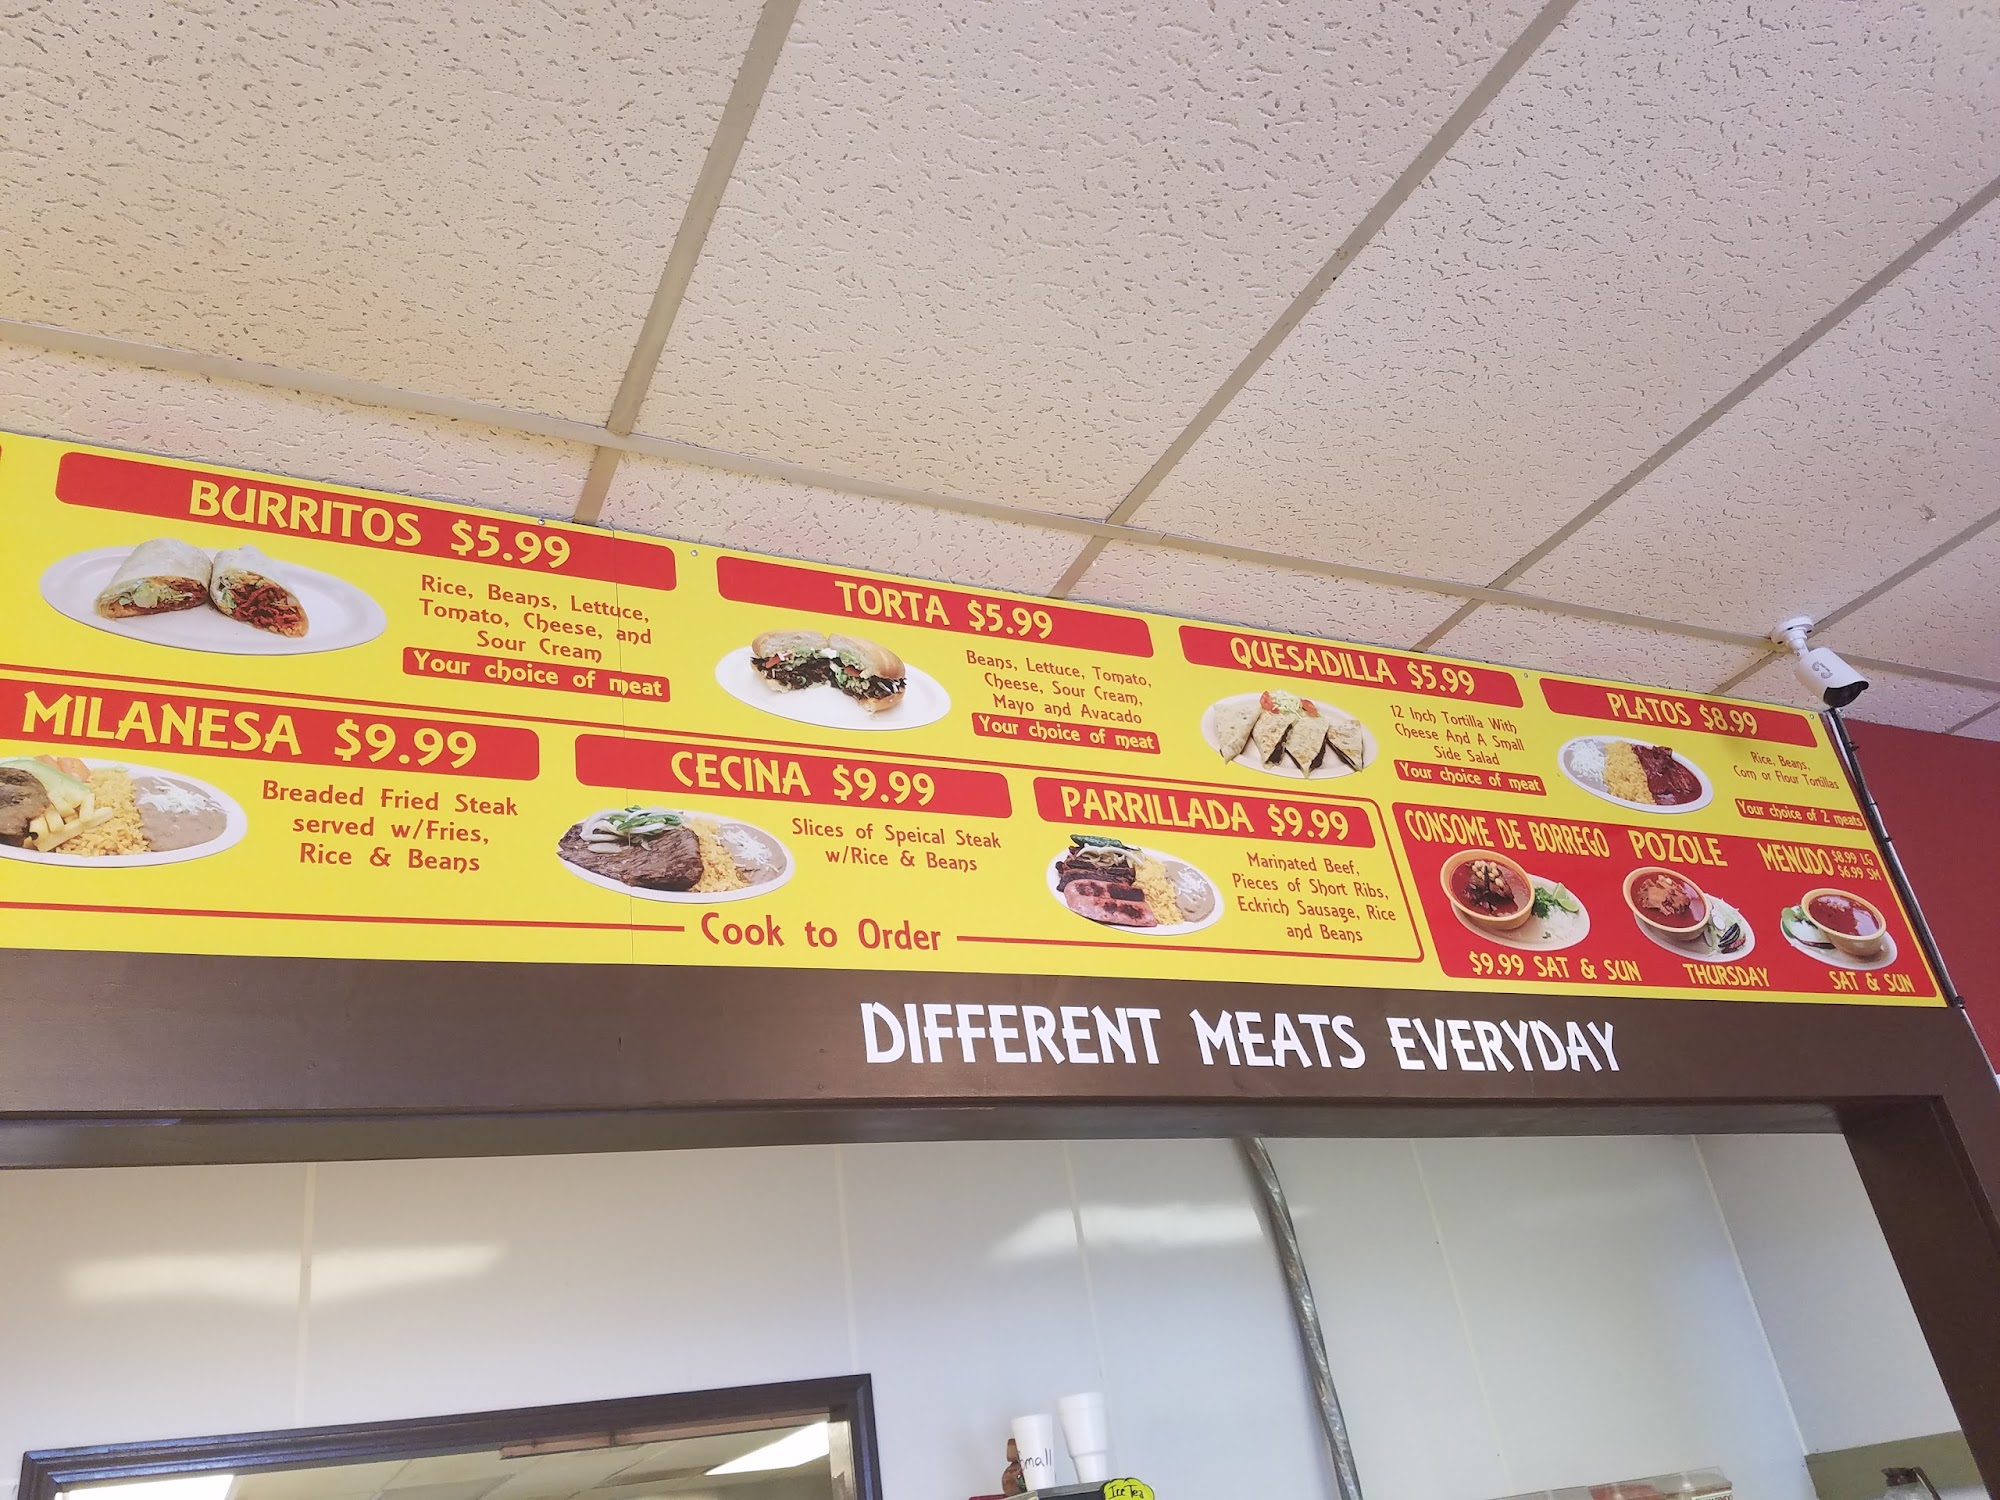 BURRITOS $5.99
Rice, Beans, Lettuce,
Tomato, Cheese, and
Sour Cream
Your choice of meat
TORTA $5.99
Beans, Lettuce, Tomato,
Cheese, Sour Cream,
Mayo and Avacado
Your choice of meat
QUESADILLA $5.99
12 Inch Tortilla With
Cheese And A Small
Side Salad
Your choice of meat
PLATOS $8.99
Rice, Beans,
Corn or Flour Tortillas
Your choice of 2 meats
MILANESA $9.99
Breaded Fried Steak
served w/Fries,
Rice & Beans
CECINA $9.99
Slices of Speical Steak
w/Rice & Beans
PARRILLADA $9.99
Marinated Beef,
Pieces of Short Ribs,
Eckrich Sausage, Rice
and Beans
Cook to Order
CONSOME DE BORREGO
$9.99 SAT & SUN
POZOLE
THURSDAY
MENUDO $8.99 LG
$6.99 SM
SAT & SUN
DIFFERENT MEATS EVERYDAY
Small
Ice Tea